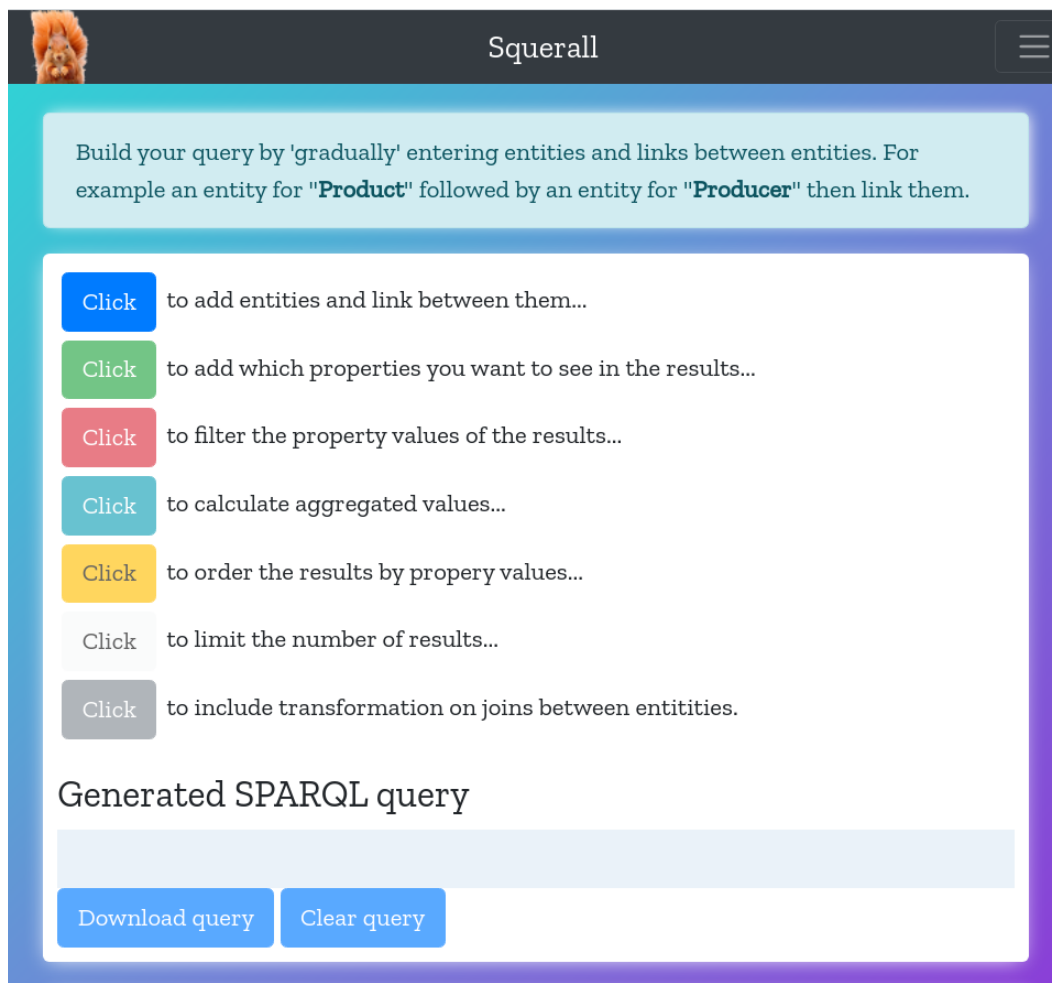 Squerall
Build your query by 'gradually' entering entities and links between entities. For
example an entity for "Product" followed by an entity for "Producer" then link them.
Click to add entities and link between them...
Click to add which properties you want to see in the results...
Click to filter the property values of the results...
Click to calculate aggregated values...
Click to order the results by propery values...
Click to limit the number of results...
Click to include transformation on joins between entitities.
Generated SPARQL query
Download query Clear query